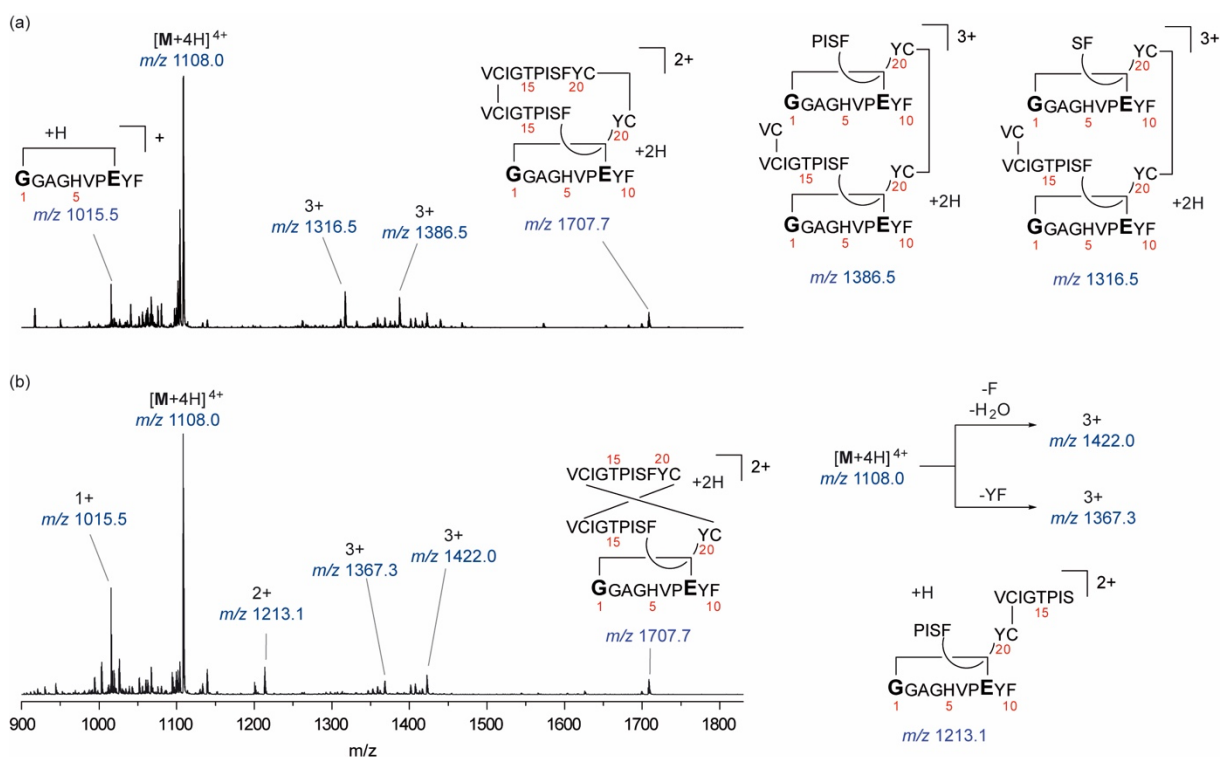 (a)
[M+4H]4+
m/z 1108.0
+H
+
GGAGHVPEYF
1 5
m/z 1015.5
3+
m/z 1316.5
3+
m/z 1386.5
2+
VCIGTPISFYC
15 20
VCIGTPISF
15
YC
20
+2H
GGAGHVPEYF
1 5 10
m/z 1707.7
3+
PISF
YC
20
GGAGHVPEYF
1 5 10
VC
VCIGTPISF
15
YC
20
+2H
GGAGHVPEYF
1 5 10
m/z 1386.5
3+
SF
YC
20
GGAGHVPEYF
1 5 10
VC
VCIGTPISF
15
YC
20
+2H
GGAGHVPEYF
1 5 10
m/z 1316.5
(b)
[M+4H]4+
m/z 1108.0
1+
m/z 1015.5
2+
m/z 1213.1
3+
m/z 1367.3
3+
m/z 1422.0
2+
15 20
VCIGTPISFYC
+2H
VCIGTPISF
15
YC
20
GGAGHVPEYF
1 5 10
m/z 1707.7
-F
-H2O
3+
m/z 1422.0
[M+4H]4+
m/z 1108.0
-YF
3+
m/z 1367.3
2+
+H
VCIGTPIS
15
PISF
YC
20
GGAGHVPEYF
1 5 10
m/z 1213.1
900 1000 1100 1200 1300 1400 1500 1600 1700 1800
m/z